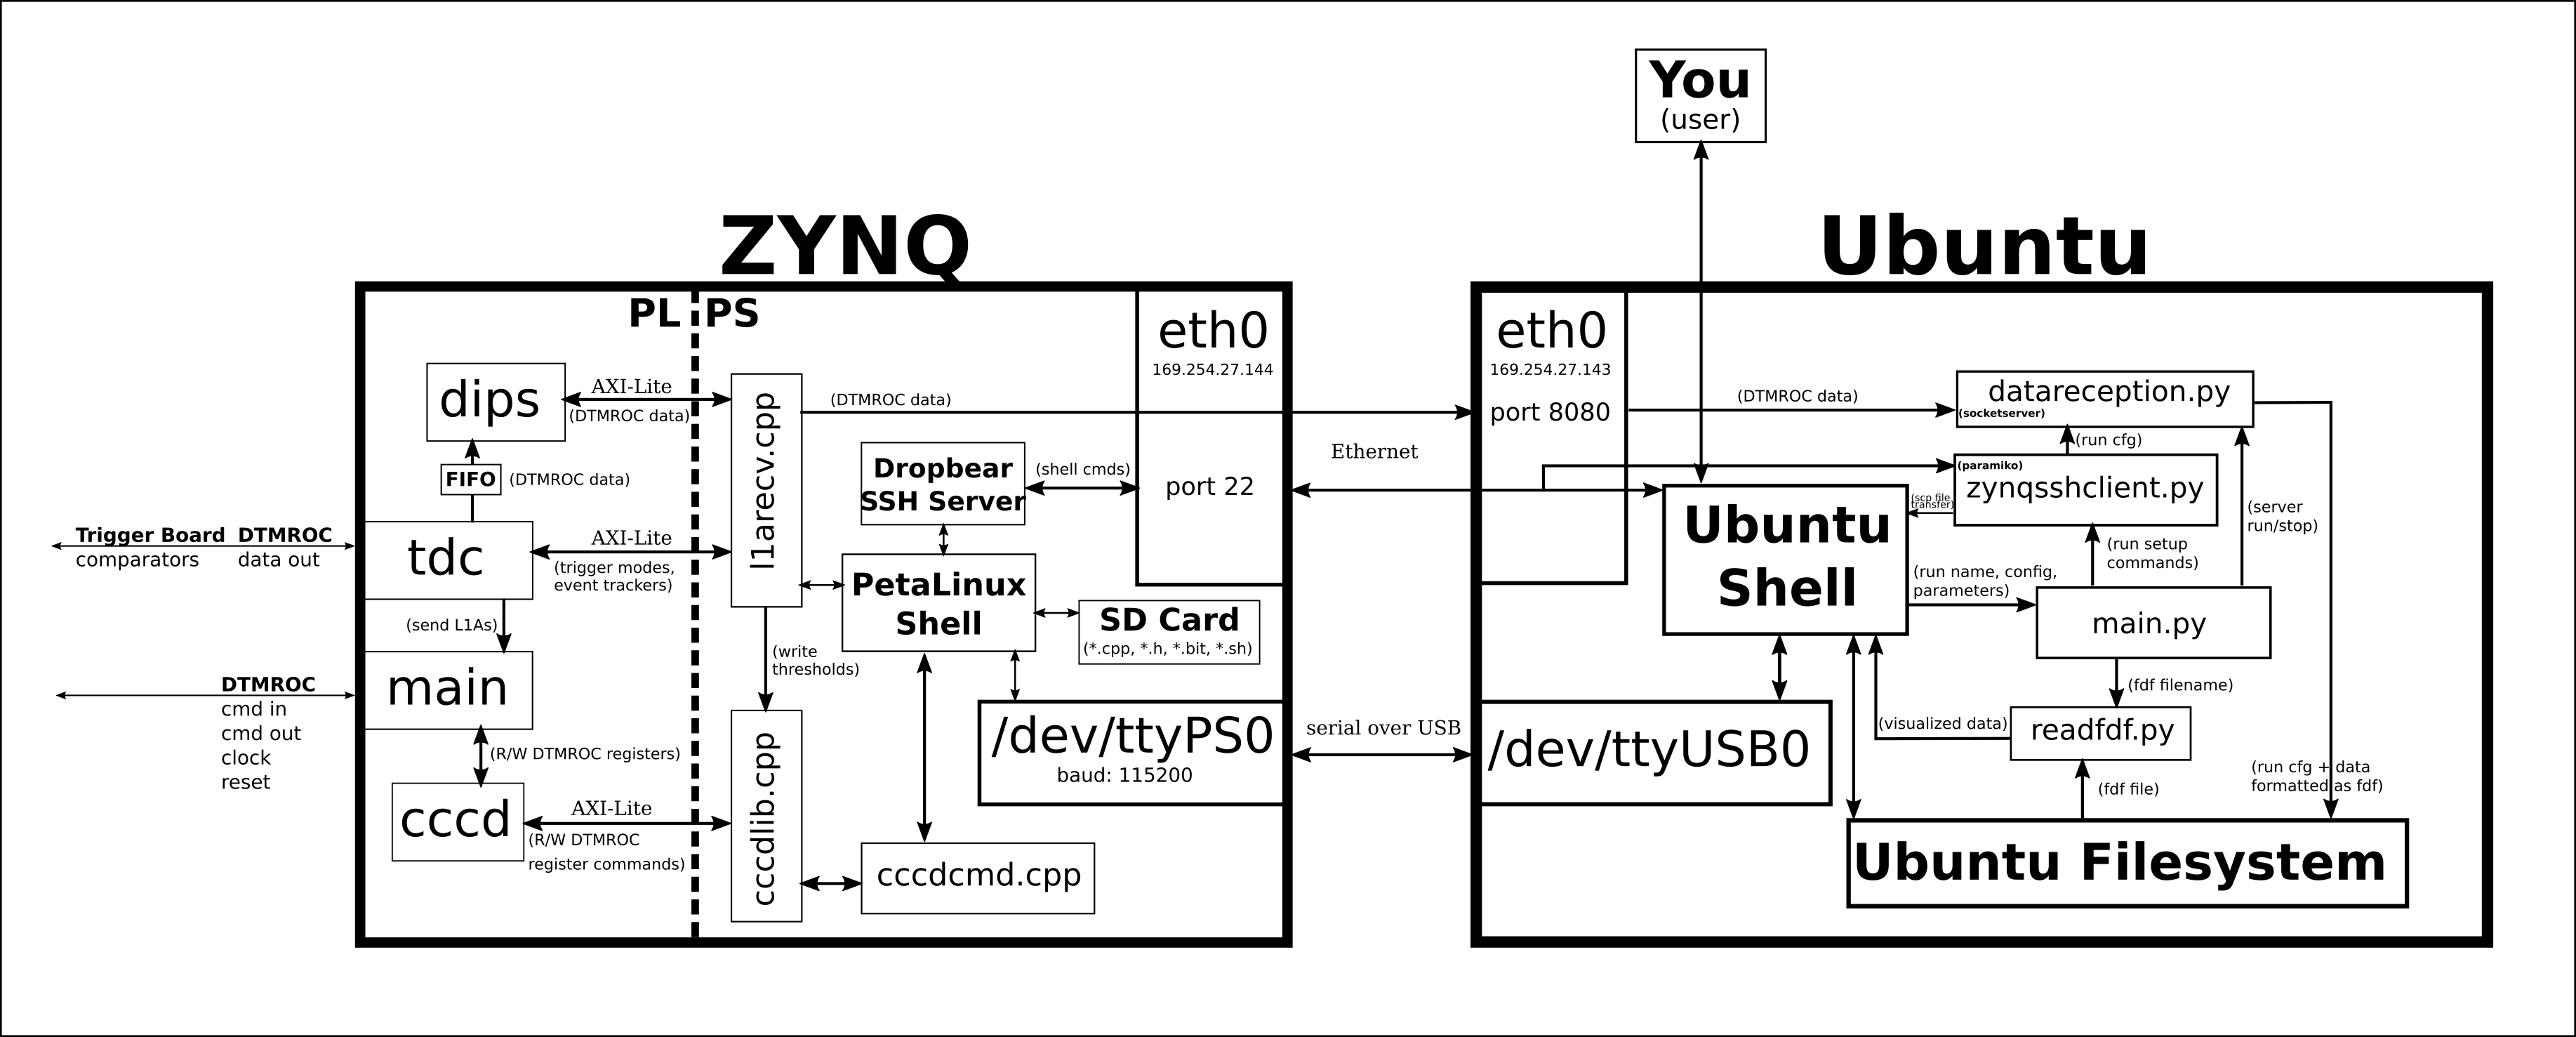 You
(user)
ZYNQ
Ubuntu
PL
PS
eth0
169.254.27.144
port 22
eth0
169.254.27.143
port 8080
dips
AXI-Lite
(DTMROC data)
l1arecv.cpp
(DTMROC data)
FIFO
(DTMROC data)
Dropbear
SSH Server
(shell cmds)
Ethernet
Trigger Board
comparators
DTMROC
data out
tdc
AXI-Lite
(trigger modes,
event trackers)
PetaLinux
Shell
SD Card
(*.cpp, *.h, *.bit, *.sh)
(send L1As)
(write
thresholds)
DTMROC
cmd in
cmd out
clock
reset
main
(R/W DTMROC registers)
/dev/ttyPS0
baud: 115200
serial over USB
/dev/ttyUSB0
cccd
AXI-Lite
(R/W DTMROC
register commands)
cccdlib.cpp
cccdcmd.cpp
(DTMROC data)
datareception.py
(socketserver)
(run cfg)
(paramiko)
zynqsshclient.py
(scp file
transfer)
(server
run/stop)
Ubuntu
Shell
(run setup
commands)
(run name, config,
parameters)
main.py
(fdf filename)
(visualized data)
readfdf.py
(run cfg + data
formatted as fdf)
(fdf file)
Ubuntu Filesystem